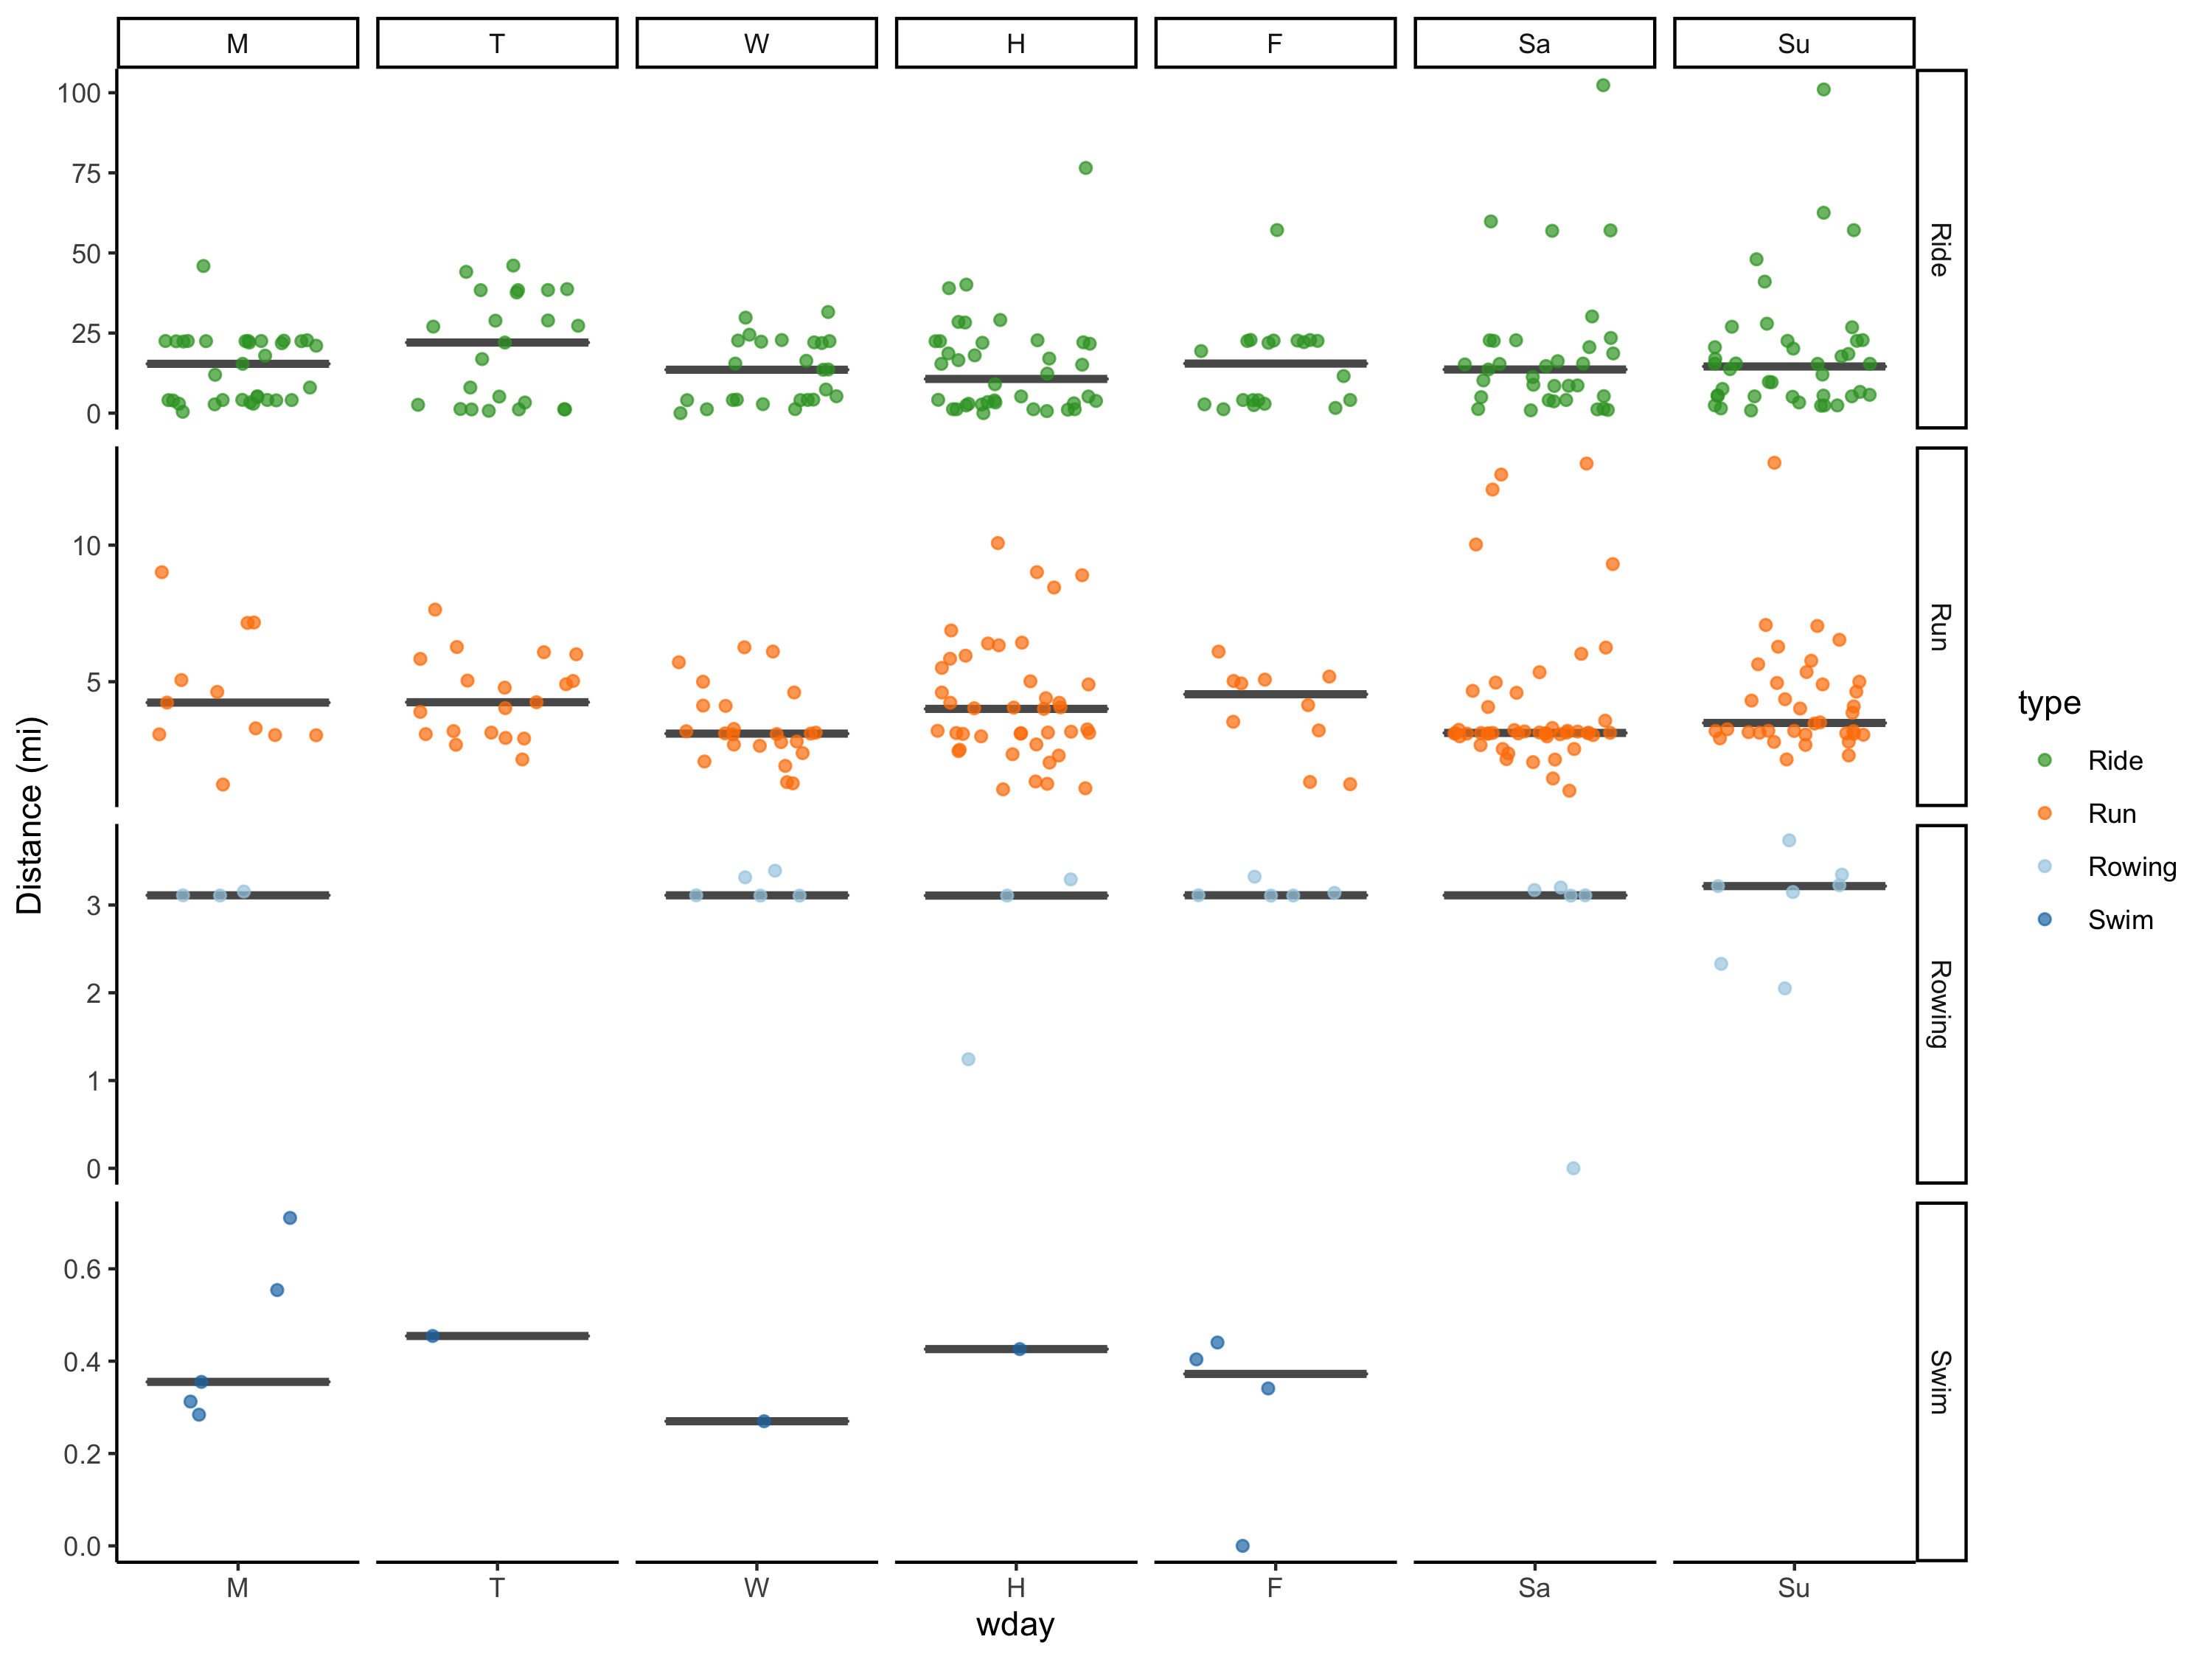 M T W H F Sa Su
100
75
50
25
0
Ride
10
5
Run
3
2
1
0
Rowing
0.6
0.4
0.2
0.0
Swim
M T W H F Sa Su
wday
Distance (mi)
type
Ride
Run
Rowing
Swim